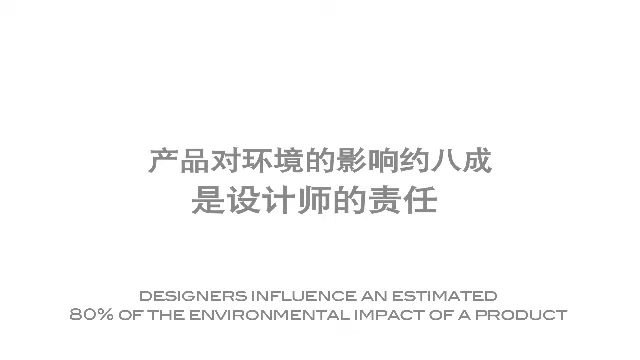 产品对环境的影响约八成
是设计师的责任
DESIGNERS INFLUENCE AN ESTIMATED
80% OF THE ENVIRONMENTAL IMPACT OF A PRODUCT